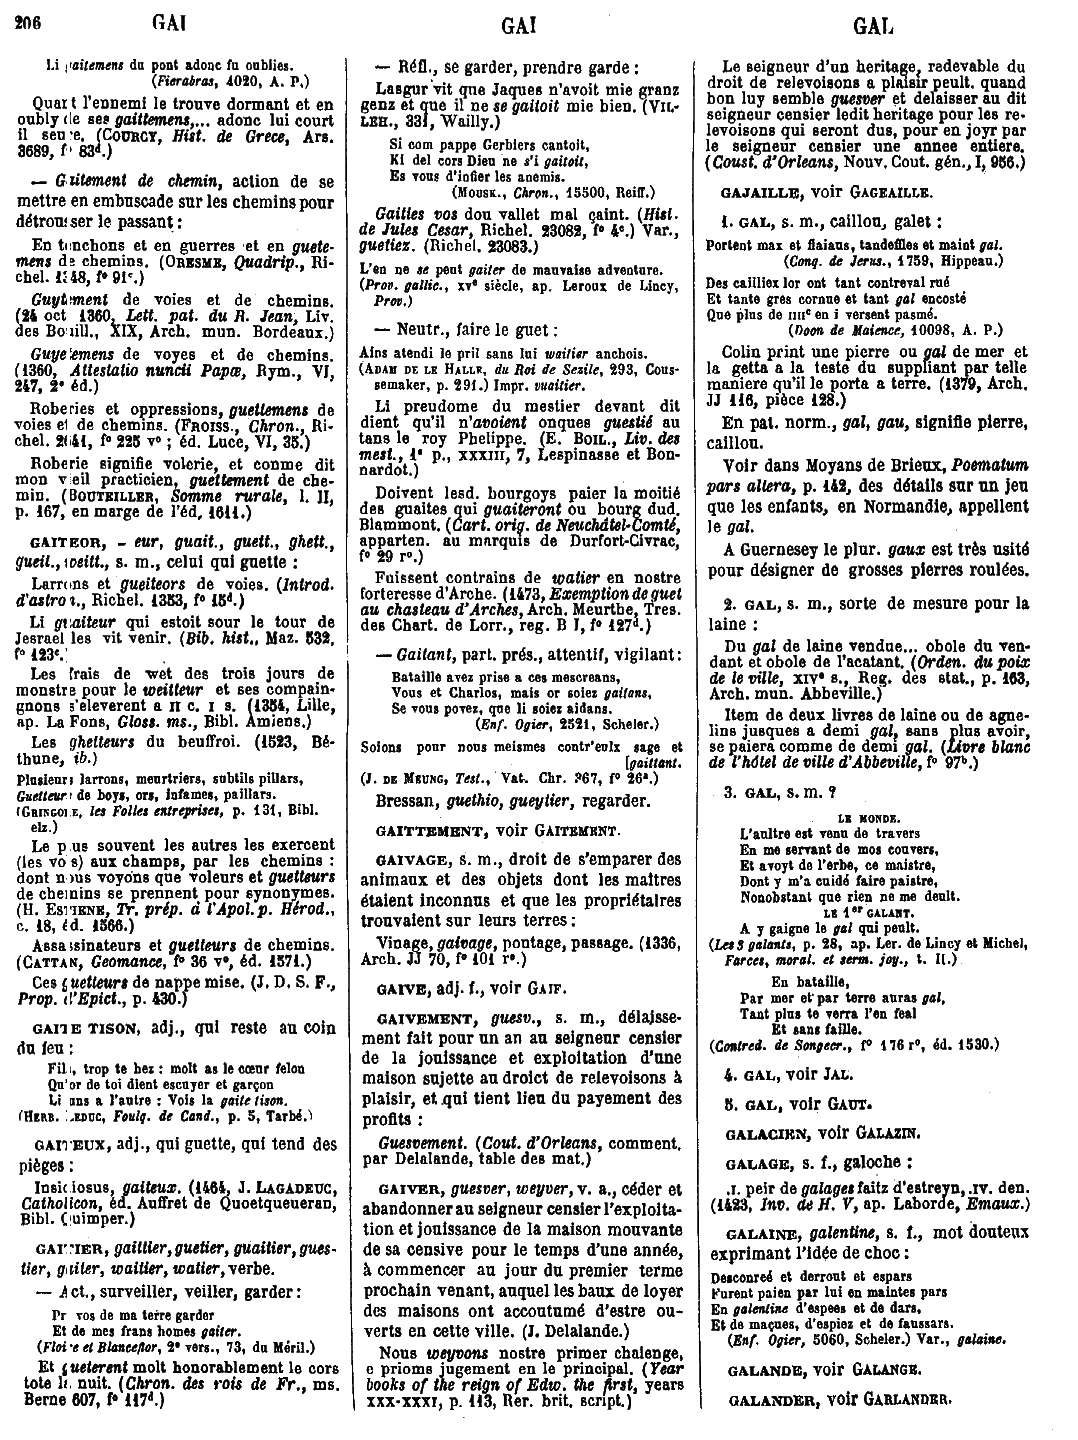 206 GAI GAI GAL
Li gaitemens du pont adonc fu oublies.
(Fierabras, 4020, A. P.)
Quant l'ennemi le trouve dormant et en
oubly de ses gaittemens,... adonc lui court
il seure. (COURCY, Hist. de Grece, Ars.
3689, f° 83d.)
— Guitement de chemin, action de se
mettre en embuscade sur les chemins pour
détrousser le passant :
En tenchons et en guerres et en guete-
mens de chemins. (ORESME, Quadrip., Ri-
chel. 1348, f° 91c.)
Guytement de voies et de chemins.
(24 oct 1360, Lett. pat. du R. Jean, Liv.
des Bouill., XIX, Arch. mun. Bordeaux.)
Guyetemens de voyes et de chemins.
(1360, Attestatio nuncii Papæ, Rym., VI,
247, 2e éd.)
Roberies et oppressions, guettemens de
voies et de chemins. (FROISS., Chron., Ri-
chel. 2641, f° 225 v° ; éd. Luce, VI, 35.)
Roberie signifie volerie, et comme dit
mon vieil practicien, guettement de che-
min. (BOUTEILLER, Somme rurale, l. II,
p. 167, en marge de l'éd. 1611.)
GAITEOR, - eur, guait., guett., ghett.,
gueil., weitt., s. m., celui qui guette :
Larrons et gueiteors de voies. (Introd.
d'astron., Richel. 1353, f° 15d.)
Li guaiteur qui estoit sour le tour de
Jesrael les vit venir. (Bib. hist., Maz. 532,
f° 123c.)
Les frais de wet des trois jours de
monstre pour le weitteur et ses compain-
gnons s'eleverent a II c. I s. (1354, Lille,
ap. La Fons, Gloss. ms., Bibl. Amiens.)
Les ghetteurs du beuffroi. (1523, Bé-
thune, ib.)
Plusieurs larrons, meurtriers, subtils pillars,
Guetteurs de boys, ors, infames, paillars.
(GRINGOIRE, les Folles entreprises, p. 131, Bibl.
elz.)
Le plus souvent les autres les exercent
(les vols) aux champs, par les chemins :
dont nous voyons que voleurs et guetteurs
de chemins se prennent pour synonymes.
(H. ESTIENE, Tr. prép. à l'Apol. p. Hérod.,
c. 18, éd. 1566.)
Assassinateurs et guetteurs de chemins.
(CATTAN, Geomance, f° 36 v°, éd. 1571.)
Ces guetteurs de nappe mise. (J. D. S. F.,
Prop. d'Epict., p. 430.)
GAITE TISON, adj., qui reste au coin
du feu :
Filz, trop te hez : molt as le cœur felon
Qu'or de toi dient escuyer et garçon
Li uns a l'autre : Vois la gaite tison.
(HERB. LEDUC, Foulq. de Cand., p. 5, Tarbé.)
GAITEUX, adj., qui guette, qui tend des
pièges :
Insidiosus, gaiteux. (1464, J. LAGADEUC,
Catholicon, éd. Auffret de Quoetqueueran,
Bibl. Quimper.)
GAITIER, gaittier, guetier, guaitier, gues-
tier, guiter, waitier, watier, verbe.
— Act., surveiller, veiller, garder :
Por vos de ma terre garder
Et de mes frans homes gaiter.
(Floire et Blanceflor, 2e vers., 73, du Méril.)
Et gueterent molt honorablement le cors
tote la nuit. (Chron. des rois de Fr., ms.
Berne 607, f° 117d.)
— Réfl., se garder, prendre garde :
Lasgur vit que Jaques n'avoit mie granz
genz et que il ne se gaitoit mie bien. (VIL-
LEH., 331, Wailly.)
Si com pappe Gerbiers cantoit,
Ki del cors Dieu ne s'i gaitoit,
Es vous d'infier les anemis.
(MOUSK., Chron., 15500, Reiff.)
Gaities vos dou vallet mal çaint. (Hist.
de Jules Cesar, Richel. 23082, f° 4c.) Var.,
guetiez. (Richel. 23083.)
L'en ne se peut gaiter de mauvaise adventure.
(Prov. gallic., XVe siècle, ap. Leroux de Lincy,
Prov.)
— Neutr., faire le guet :
Ains atendi le pril sans lui waitier anchois.
(ADAM DE LE HALLE, du Roi de Sezile, 293, Cous-
semaker, p. 291.) Impr. vuaitier.
Li preudome du mestier devant dit
dient qu'il n'avoient onques guestié au
tans le roy Phelippe. (E. BOIL., Liv. des
mest., 1e p., XXXIII, 7, Lespinasse et Bon-
nardot.)
Doivent lesd. bourgoys paier la moitié
des guaites qui guaiteront ou bourg dud.
Blammont. (Cart. orig. de Neuchâtel-Comté,
apparten. au marquis de Durfort-Civrac,
f° 29 r°.)
Fuissent contrains de watier en nostre
forteresse d'Arche. (1473, Exemption de guet
au chasteau d'Arches, Arch. Meurthe, Tres.
des Chart. de Lorr., reg. B I, f° 127d.)
— Gaitant, part. prés., attentif, vigilant :
Bataille avez prise a ces mescreans,
Vous et Charlos, mais or soiez gaitans,
Se vous povez, que li soiez aidans.
(Enf. Ogier, 2521, Scheler.)
Soions pour nous meismes contr'eulx sage et
[gaittant.
(J. DE MEUNG, Test., Vat. Chr. 367, f° 26a.)
Bressan, guethio, gueytier, regarder.
GAITTEMENT, voir GAITEMENT.
GAIVAGE, s. m., droit de s'emparer des
animaux et des objets dont les maîtres
étaient inconnus et que les propriétaires
trouvaient sur leurs terres :
Vinage, gaivage, pontage, passage. (1336,
Arch. JJ 70, f° 101 r°.)
GAIVE, adj. f., voir GAIF.
GAIVEMENT, guesv., s. m., délaisse-
ment fait pour un an au seigneur censier
de la jouissance et exploitation d'une
maison sujette au droict de relevoisons à
plaisir, et qui tient lieu du payement des
profits :
Guesvement. (Cout. d'Orleans, comment.
par Delalande, table des mat.)
GAIVER, guesver, weyver, v. a., céder et
abandonner au seigneur censier l'exploita-
tion et jouissance de la maison mouvante
de sa censive pour le temps d'une année,
à commencer au jour du premier terme
prochain venant, auquel les baux de loyer
des maisons ont accoutumé d'estre ou-
verts en cette ville. (J. Delalande.)
Nous weyvons nostre primer chalenge,
e prioms jugement en le principal. (Year
books of the reign of Edw. the first, years
XXX-XXXI, p. 113, Rer. brit. script.)
Le seigneur d'un heritage, redevable du
droit de relevoisons a plaisir peult, quand
bon luy semble guesver et delaisser au dit
seigneur censier ledit heritage pour les re-
levoisons qui seront dus, pour en joyr par
le seigneur censier une annee entiere.
(Coust. d'Orleans, Nouv. Cout. gén., I, 956.)
GAJAILLE, voir GAGEAILLE.
1. GAL, s. m., caillou, galet :
Portent max et flaiaus, tandeffles et maint gal.
(Conq. de Jerus., 1759, Hippeau.)
Des cailliex lor ont tant contreval rué
Et tante gres cornue et tant gal encosté
Que plus de IIIIc en i versent pasmé.
(Doon de Maience, 10098, A. P.)
Colin print une pierre ou gal de mer et
la getta a la teste du suppliant par telle
maniere qu'il le porta a terre. (1379, Arch.
JJ 116, pièce 128.)
En pat. norm., gal, gau, signifie pierre,
caillou.
Voir dans Moyans de Brieux, Poematum
pars altera, p. 142, des détails sur un jeu
que les enfants, en Normandie, appellent
le gal.
A Guernesey le plur. gaux est très usité
pour désigner de grosses pierres roulées.
2. GAL, s. m., sorte de mesure pour la
laine :
Du gal de laine vendue... obole du ven-
dant et obole de l'acatant. (Orden. du poix
de le ville, XIVe s., Reg. des stat., p. 163,
Arch. mun. Abbeville.)
Item de deux livres de laine ou de agne-
lins jusques a demi gal, sans plus avoir,
se paiera comme de demi gal. (Livre blanc
de l'hôtel de ville d'Abbeville, f° 97b.)
3. GAL, s. m. ?
LE MONDE.
L'aultre est venu de travers
En me servant de mos couvers,
Et avoyt de l'erbe, ce maistre,
Dont y m'a cuidé faire paistre,
Nonobstant que rien ne me deult.
LE 1er GALANT.
A y gaigne le gal qui peult.
(Les 3 galants, p. 28, ap. Ler. de Lincy et Michel,
Farces, moral. et serm. joy., t. II.)
En bataille,
Par mer et par terre auras gal,
Tant plus te verra l'en feal
Et sans faille.
(Contred. de Songecr., f° 176 r°, éd. 1530.)
4. GAL, voir JAL.
5. GAL, voir GAUT.
GALACIEN, voir GALAZIN.
GALAGE, s. f., galoche :
.I. peir de galages faitz d'estreyn, .IV. den.
(1423, Inv. de H. V, ap. Laborde, Emaux.)
GALAINE, galentine, s. f., mot douteux
exprimant l'idée de choc :
Desconreé et derrout et espars
Furent paien par lui en maintes pars
En galentine d'espees et de dars,
Et de maçues, d'espiez et de faussars.
(Enf. Ogier, 5060, Scheler.) Var., galaine.
GALANDE, voir GALANGE.
GALANDER, voir GARLANDER.